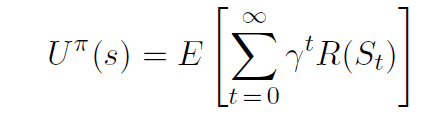 U^π(s) = E [ ∑_{t=0}^{∞} γ^t R(S_t) ]